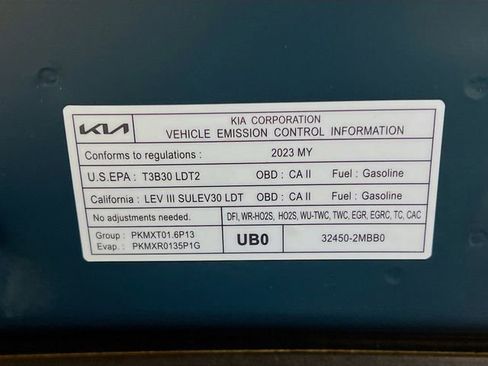 KIA
KIA CORPORATION
VEHICLE EMISSION CONTROL INFORMATION
Conforms to regulations : 2023 MY
U.S.EPA : T3B30 LDT2 OBD : CA II Fuel : Gasoline
California : LEV III SULEV30 LDT OBD : CA II Fuel : Gasoline
No adjustments needed. DFI, WR-HO2S, HO2S, WU-TWC, TWC, EGR, EGRC, TC, CAC
Group : PKMXT01.6P13
Evap. : PKMXR0135P1G
UB0 32450-2MBB0